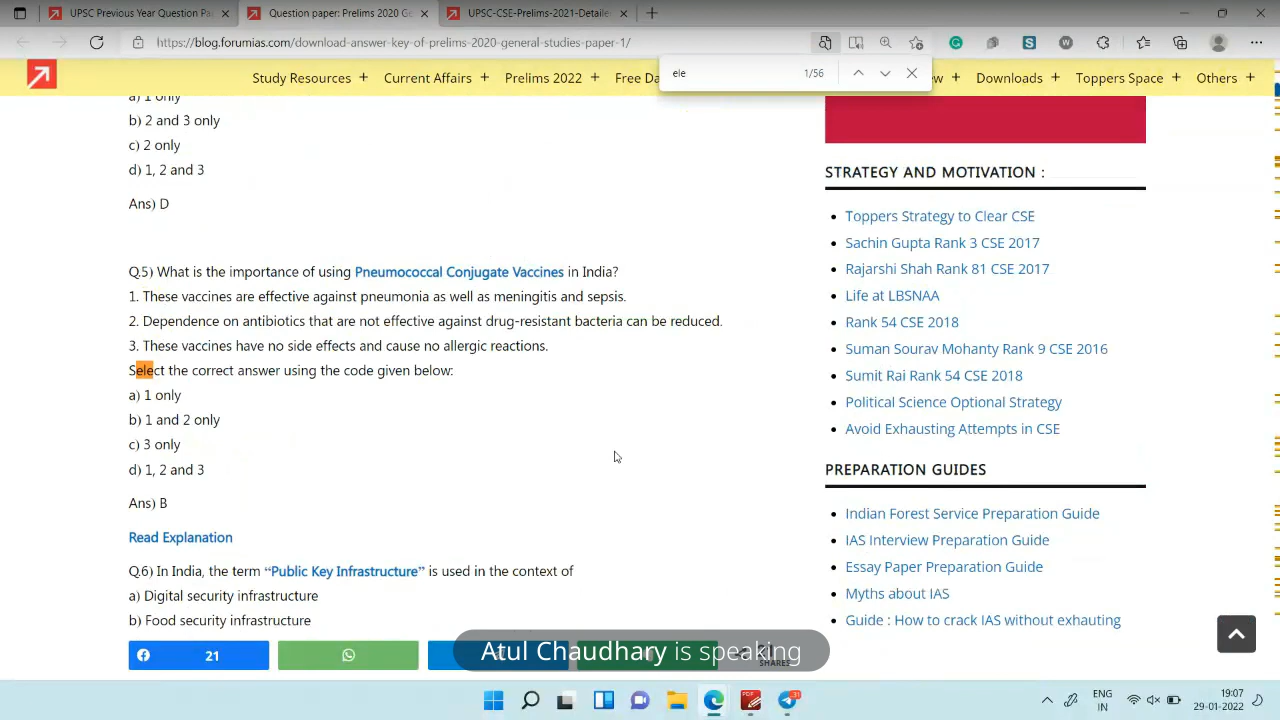 UPSC Previous Year Question Pa
Question paper: Prelims 2020 Ge
UPSC-CSE-Prelims-2021-Detaile
https://blog.forumias.com/download-answer-key-of-prelims-2020-general-studies-paper-1/
ele 1/56
Study Resources + Current Affairs + Prelims 2022 + Free Da ew + Downloads + Toppers Space + Others +
a) 1 only
b) 2 and 3 only
c) 2 only
d) 1, 2 and 3
Ans) D
Q.5) What is the importance of using Pneumococcal Conjugate Vaccines in India?
1. These vaccines are effective against pneumonia as well as meningitis and sepsis.
2. Dependence on antibiotics that are not effective against drug-resistant bacteria can be reduced.
3. These vaccines have no side effects and cause no allergic reactions.
Select the correct answer using the code given below:
a) 1 only
b) 1 and 2 only
c) 3 only
d) 1, 2 and 3
Ans) B
Read Explanation
Q.6) In India, the term “Public Key Infrastructure” is used in the context of
a) Digital security infrastructure
b) Food security infrastructure
21
SHARES
Atul Chaudhary is speaking
STRATEGY AND MOTIVATION :
Toppers Strategy to Clear CSE
Sachin Gupta Rank 3 CSE 2017
Rajarshi Shah Rank 81 CSE 2017
Life at LBSNAA
Rank 54 CSE 2018
Suman Sourav Mohanty Rank 9 CSE 2016
Sumit Rai Rank 54 CSE 2018
Political Science Optional Strategy
Avoid Exhausting Attempts in CSE
PREPARATION GUIDES
Indian Forest Service Preparation Guide
IAS Interview Preparation Guide
Essay Paper Preparation Guide
Myths about IAS
Guide : How to crack IAS without exhauting
PDF
31
ENG
IN
19:07
29-01-2022